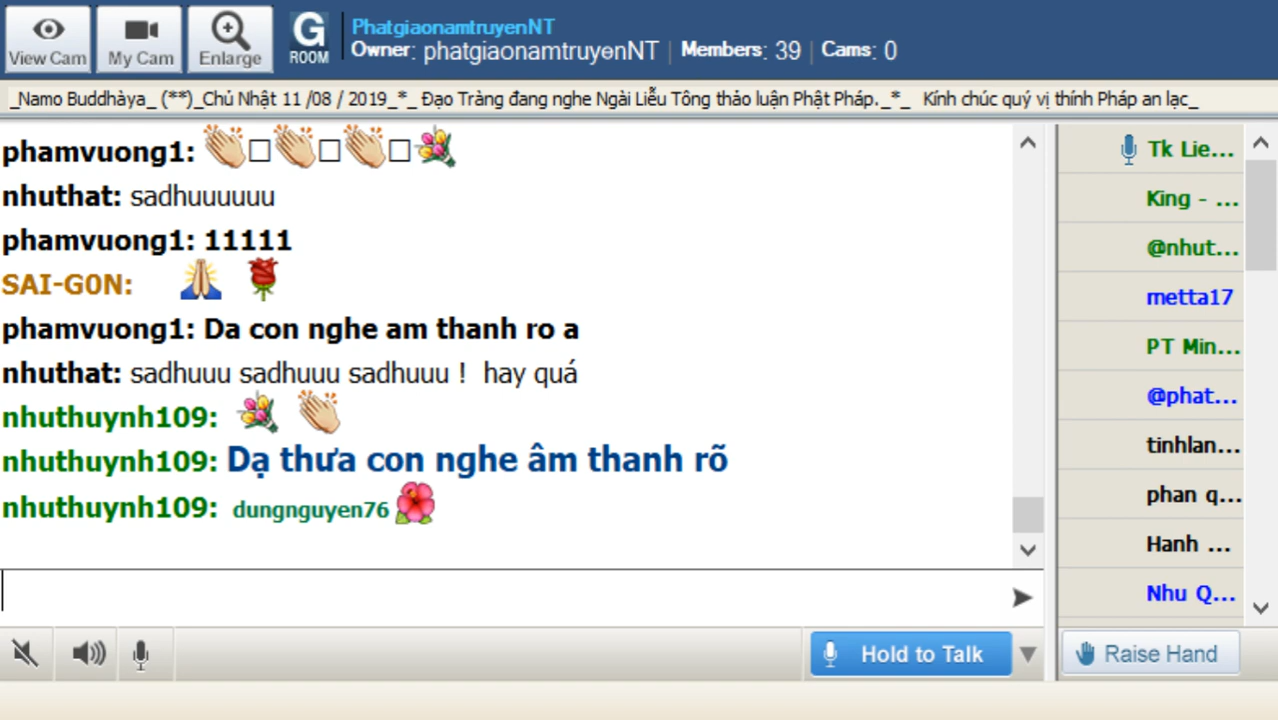 View Cam
My Cam
Enlarge
G
ROOM
PhatgiaonamtruyenNT
Owner: phatgiaonamtruyenNT | Members: 39 | Cams: 0
_Namo Buddhàya_ (**)_Chủ Nhật 11 /08 / 2019_*_ Đạo Tràng đang nghe Ngài Liễu Tông thảo luận Phật Pháp._*_ Kính chúc quý vị thính Pháp an lạc_
phamvuong1:
nhuthat: sadhuuuuuu
phamvuong1: 11111
SAI-G0N:
phamvuong1: Da con nghe am thanh ro a
nhuthat: sadhuuu sadhuuu sadhuuu ! hay quá
nhuthuynh109:
nhuthuynh109: Dạ thưa con nghe âm thanh rõ
nhuthuynh109: dungnguyen76
Tk Lie...
King - ...
@nhut...
metta17
PT Min...
@phat...
tinhlan...
phan q...
Hanh ...
Nhu Q...
Hold to Talk
Raise Hand